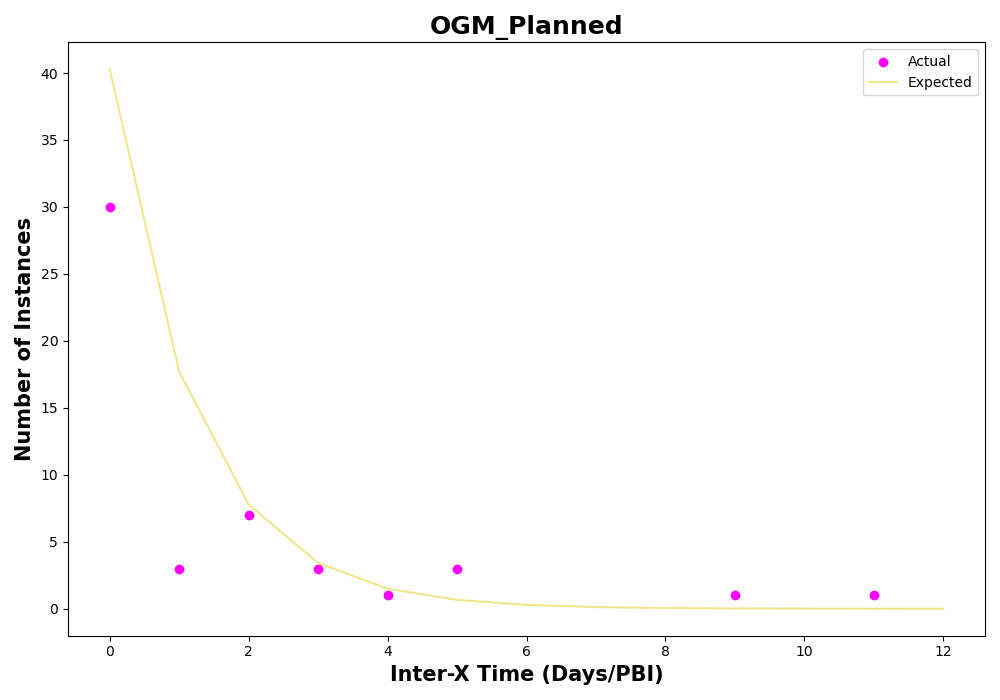 OGM_Planned
Actual
Expected
Number of Instances
40
35
30
25
20
15
10
5
0
0 2 4 6 8 10 12
Inter-X Time (Days/PBI)